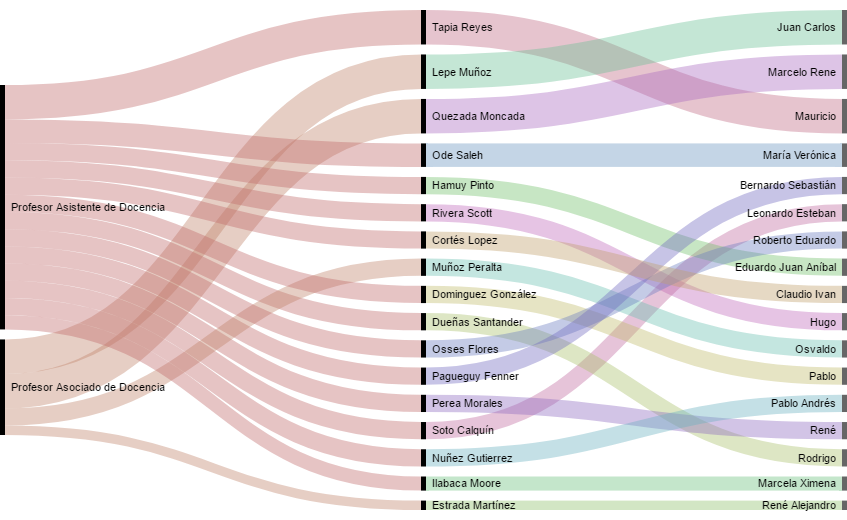 Profesor Asistente de Docencia
Profesor Asociado de Docencia
Tapia Reyes
Lepe Muñoz
Quezada Moncada
Ode Saleh
Hamuy Pinto
Rivera Scott
Cortés Lopez
Muñoz Peralta
Dominguez González
Dueñas Santander
Osses Flores
Pagueguy Fenner
Perea Morales
Soto Calquín
Nuñez Gutierrez
Ilabaca Moore
Estrada Martínez
Juan Carlos
Marcelo Rene
Mauricio
María Verónica
Bernardo Sebastián
Leonardo Esteban
Roberto Eduardo
Eduardo Juan Aníbal
Claudio Ivan
Hugo
Osvaldo
Pablo
Pablo Andrés
René
Rodrigo
Marcela Ximena
René Alejandro